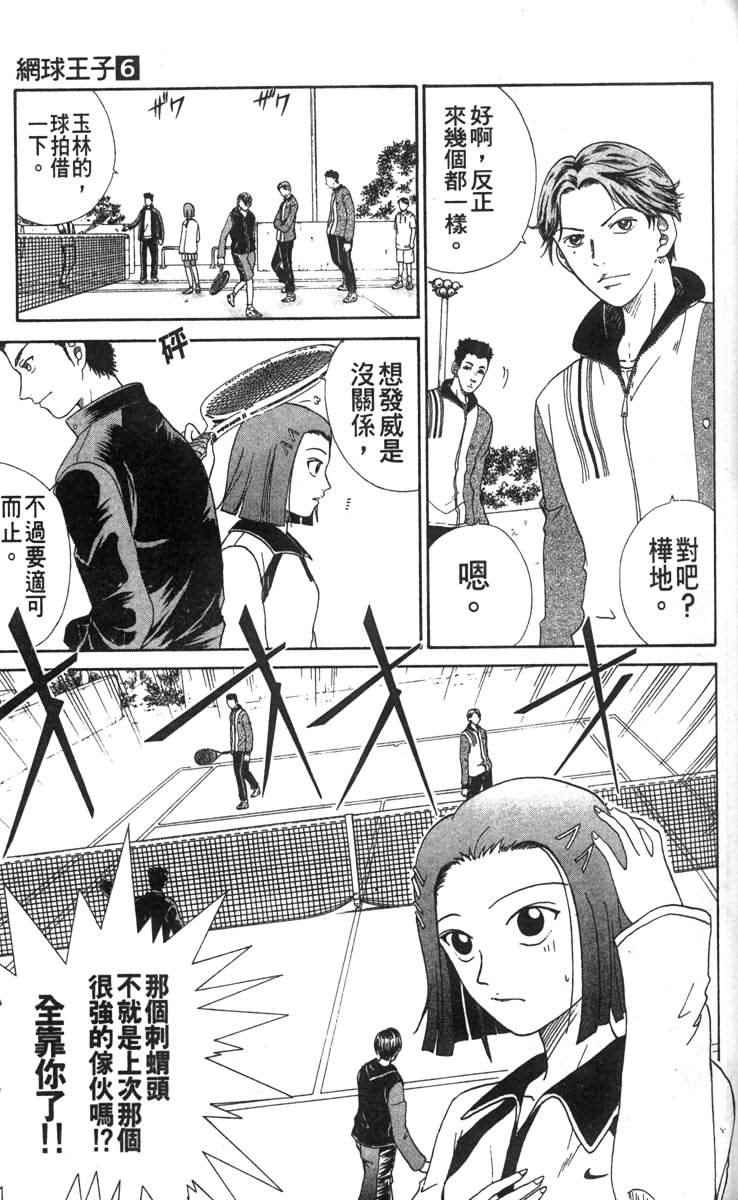 網球王子6
好啊，反正
來幾個都一樣。
對吧？
樺地。
嗯。
ザワ
ザワ
玉林的，
球拍借
一下。
想發威是
沒關係，
不過要適可
而止。
砰
那個刺蝟頭
不就是上次那個
很強的傢伙嗎!?
全靠你了!!